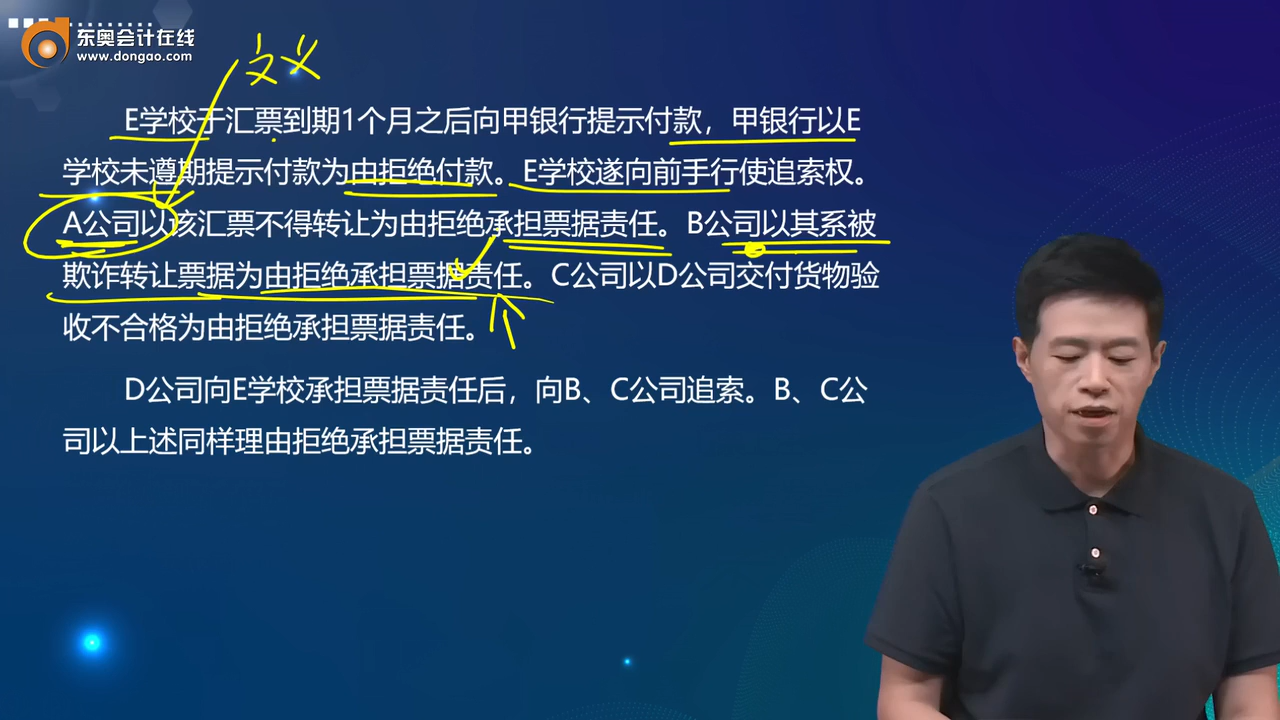 东奥会计在线
www.dongao.com
文义
E学校于汇票到期1个月之后向甲银行提示付款，甲银行以E
学校未遵期提示付款为由拒绝付款。E学校遂向前手行使追索权。
A公司以该汇票不得转让为由拒绝承担票据责任。B公司以其系被
欺诈转让票据为由拒绝承担票据责任。C公司以D公司交付货物验
收不合格为由拒绝承担票据责任。
D公司向E学校承担票据责任后，向B、C公司追索。B、C公
司以上述同样理由拒绝承担票据责任。